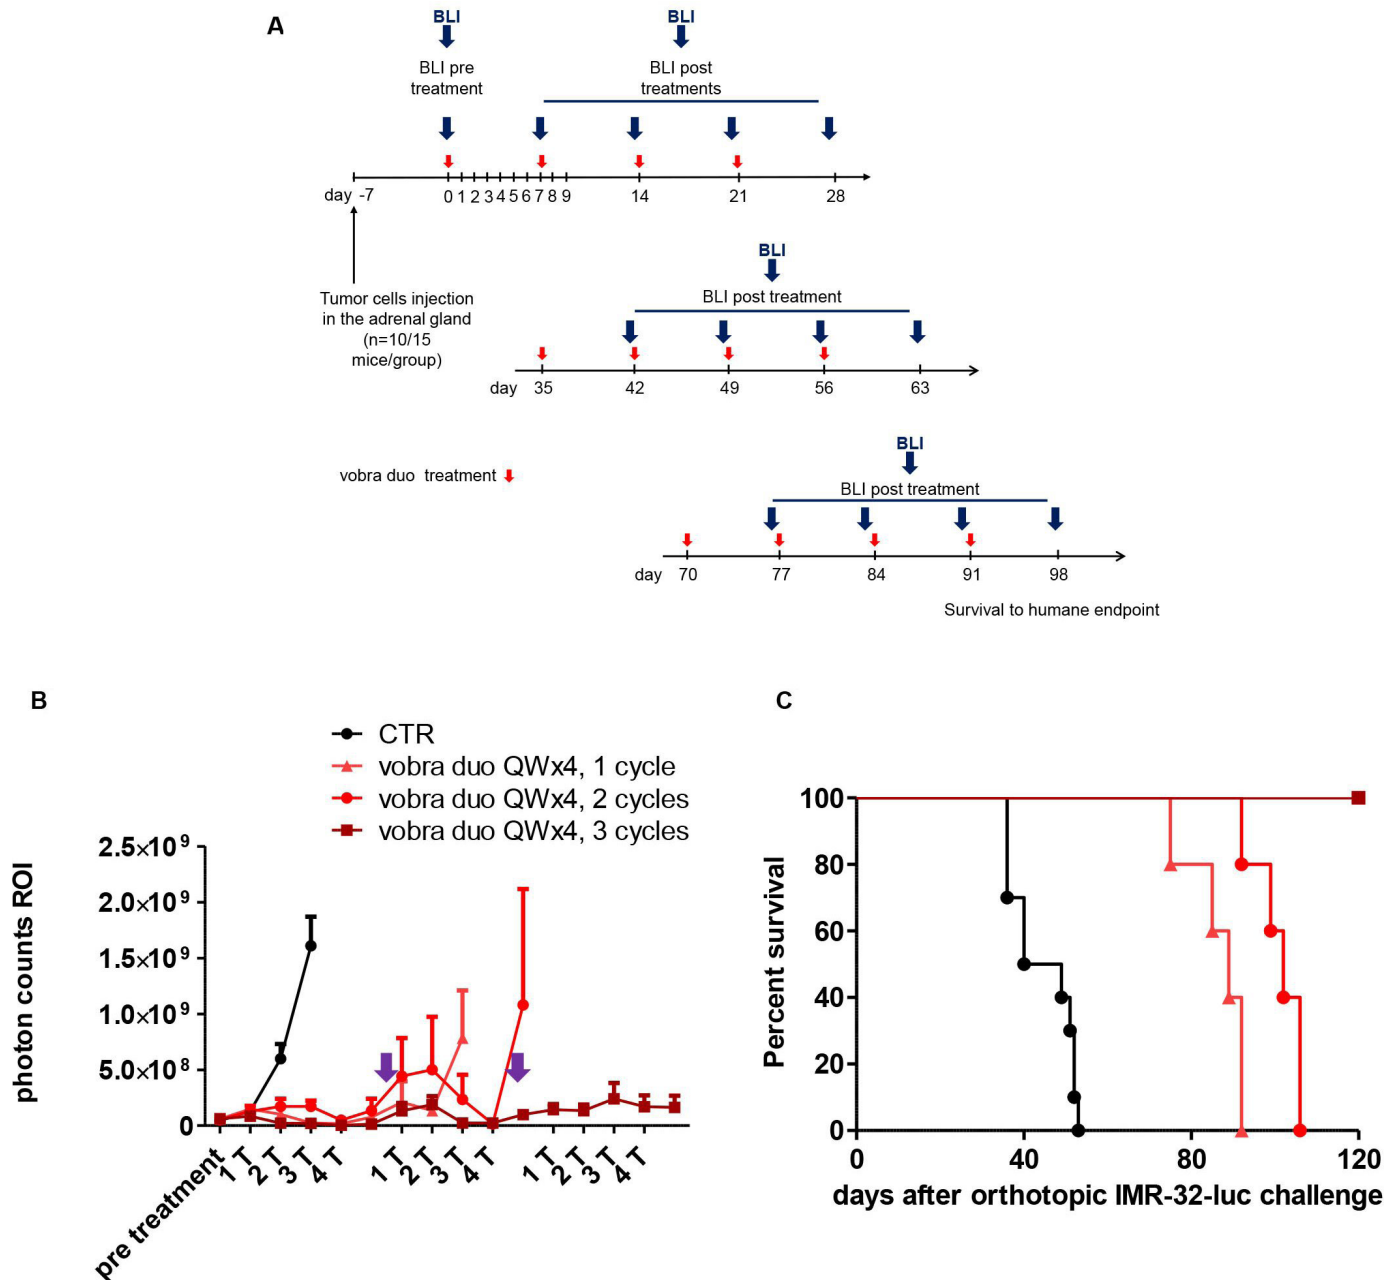 A
BLI
BLI
BLI pre
treatment
BLI post
treatments
day -7
0 1 2 3 4 5 6 7 8 9 14 21 28
Tumor cells injection
in the adrenal gland
(n=10/15
mice/group)
BLI
BLI post treatment
day 35 42 49 56 63
BLI
vobra duo treatment
BLI post treatment
day 70 77 84 91 98
Survival to humane endpoint
B
CTR
vobra duo QWx4, 1 cycle
vobra duo QWx4, 2 cycles
vobra duo QWx4, 3 cycles
photon counts ROI
2.5×10⁹
2.0×10⁹
1.5×10⁹
1.0×10⁹
5.0×10⁸
0
pre treatment 1 T 2 T 3 T 4 T 1 T 2 T 3 T 4 T 1 T 2 T 3 T 4 T
C
Percent survival
100
80
60
40
20
0
0 40 80 120
days after orthotopic IMR-32-luc challenge